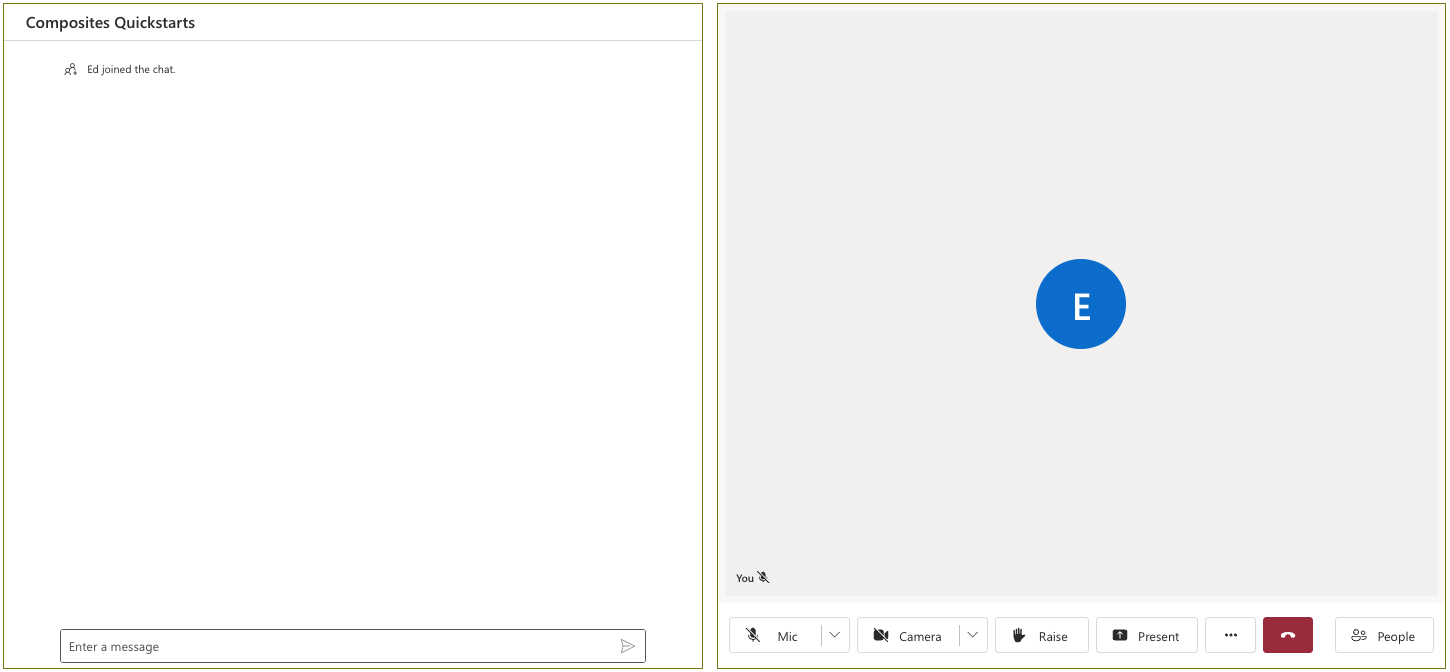 Composites Quickstarts
Ed joined the chat.
Enter a message
E
You
Mic
Camera
Raise
Present
People